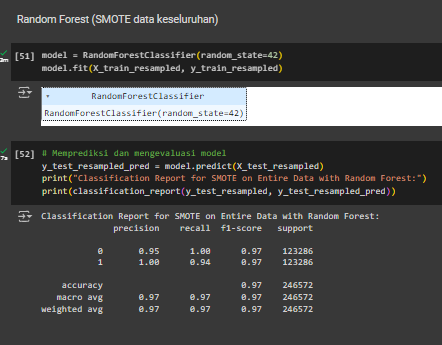 Random Forest (SMOTE data keseluruhan)
[51] model = RandomForestClassifier(random_state=42)
model.fit(X_train_resampled, y_train_resampled)
3m
RandomForestClassifier
RandomForestClassifier(random_state=42)
[52] # Memprediksi dan mengevaluasi model
7s
y_test_resampled_pred = model.predict(X_test_resampled)
print("Classification Report for SMOTE on Entire Data with Random Forest:")
print(classification_report(y_test_resampled, y_test_resampled_pred))
Classification Report for SMOTE on Entire Data with Random Forest:
precision recall f1-score support
0 0.95 1.00 0.97 123286
1 1.00 0.94 0.97 123286
accuracy 0.97 246572
macro avg 0.97 0.97 0.97 246572
weighted avg 0.97 0.97 0.97 246572